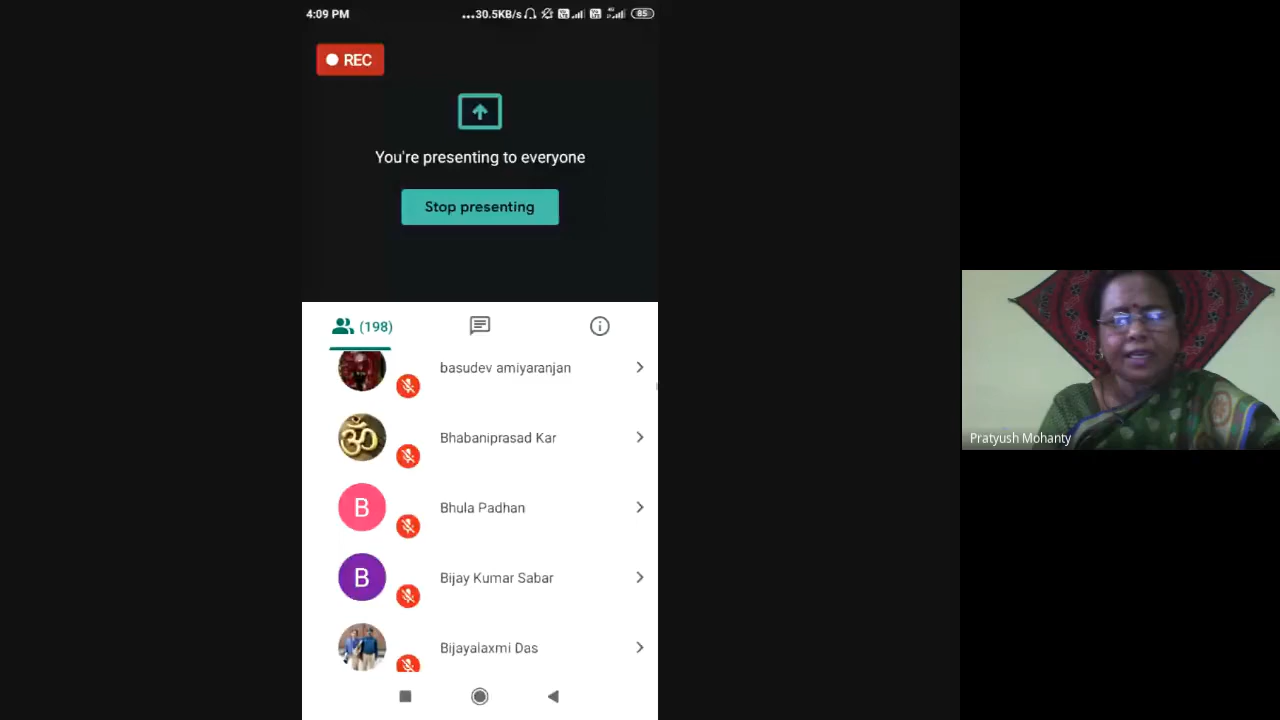 4:09 PM
...30.5KB/s
4G
85
REC
You're presenting to everyone
Stop presenting
(198)
basudev amiyaranjan
Bhabaniprasad Kar
B
Bhula Padhan
B
Bijay Kumar Sabar
Bijayalaxmi Das
Pratyush Mohanty